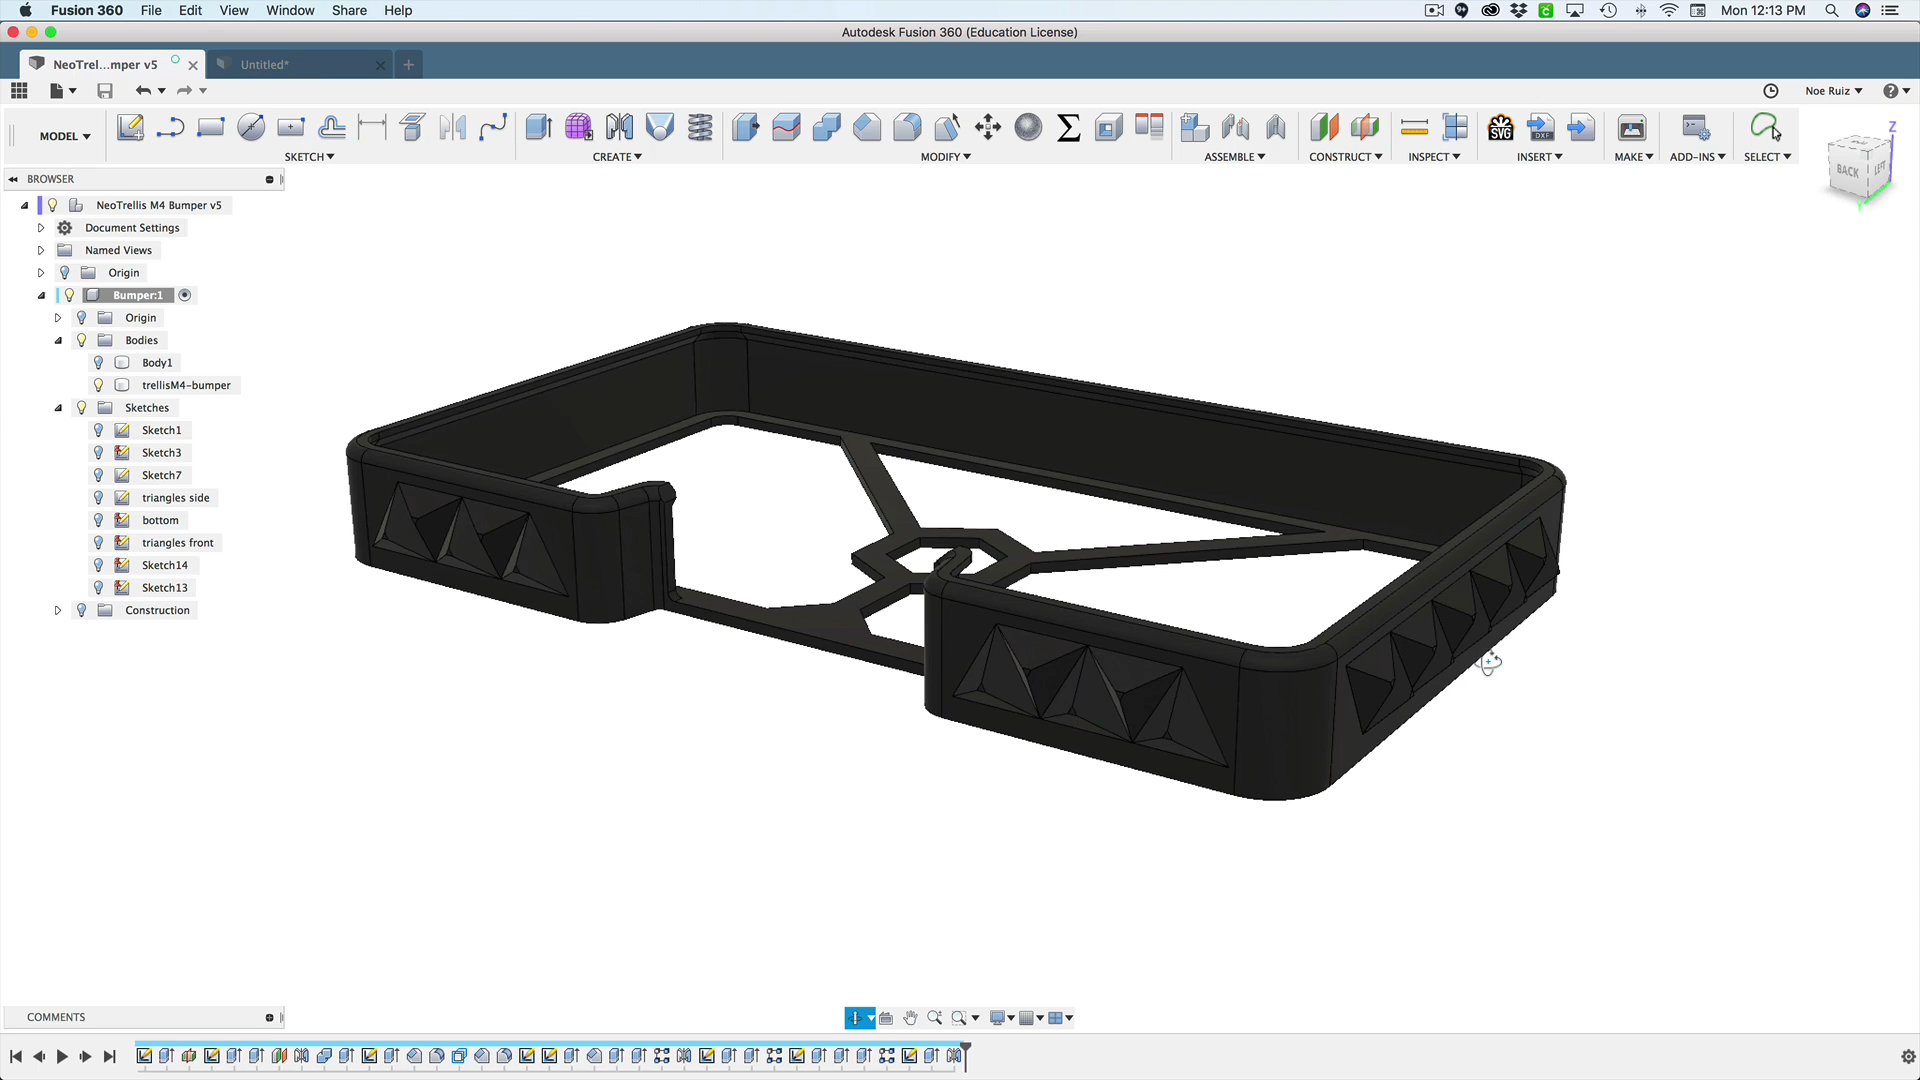 Fusion 360 File Edit View Window Share Help Mon 12:13 PM
Autodesk Fusion 360 (Education License)
NeoTrel...mper v5 Untitled*
Noe Ruiz
MODEL
SVG DXF
SKETCH CREATE MODIFY ASSEMBLE CONSTRUCT INSPECT INSERT MAKE ADD-INS SELECT
Z
BACK LEFT
Y
BROWSER
NeoTrellis M4 Bumper v5
Document Settings
Named Views
Origin
Bumper:1
Origin
Bodies
Body1
trellisM4-bumper
Sketches
Sketch1
Sketch3
Sketch7
triangles side
bottom
triangles front
Sketch14
Sketch13
Construction
COMMENTS